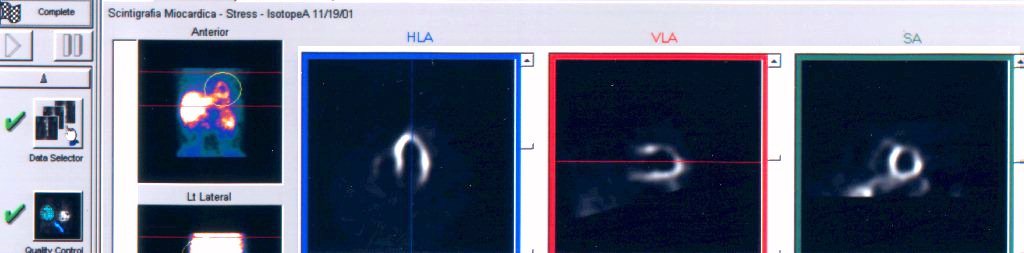 Complete
Scintigrafia Miocardica - Stress - IsotopeA 11/19/01
Anterior
HLA
VLA
SA
Data Selector
Lt Lateral
Quality Control